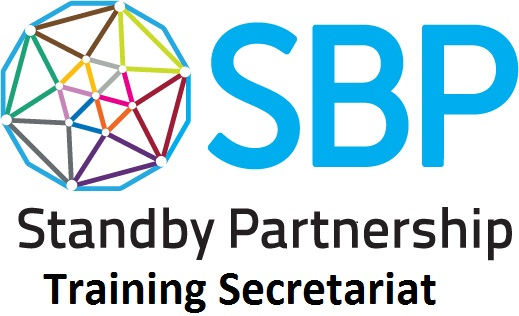 SBP
Standby Partnership
Training Secretariat